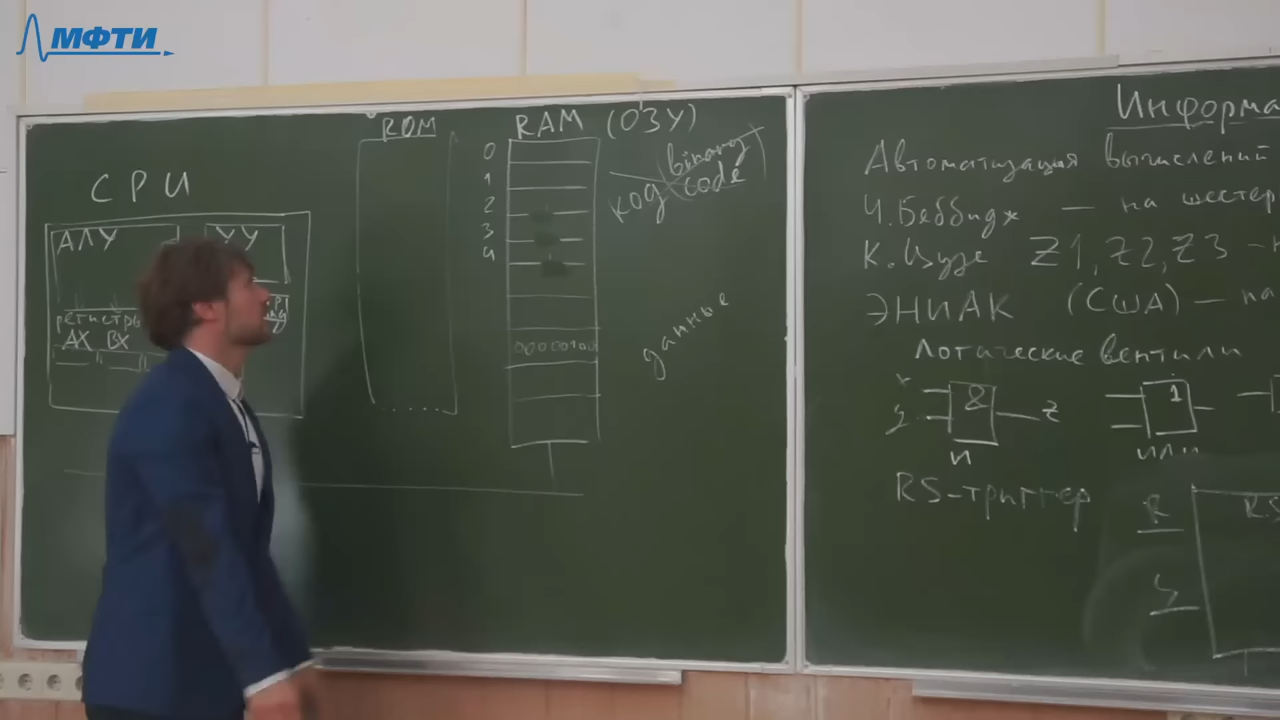 МФТИ
ROM
RAM (ОЗУ)
CPU
0
1
2
3
4
код (binary code)
АЛУ
УУ
регистры
AX BX
00000100
данные
Информа
Автоматизация вычислений
Ч. Беббидж — на шестер
К. Цузе Z1, Z2, Z3 –
ЭНИАК (США) — на
Логические вентили
& z
1
И
ИЛИ
RS-триггер
R
RS
S